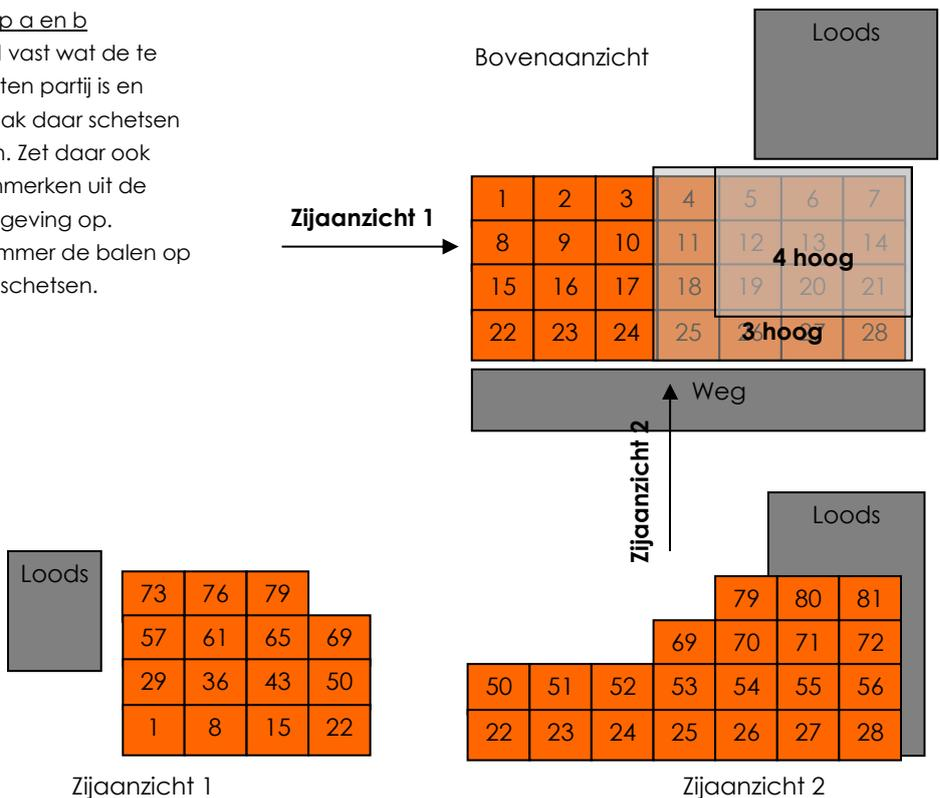 p a en b
l vast wat de te
ten partij is en
ak daar schetsen
n. Zet daar ook
nmerken uit de
geving op.
mmer de balen op
schetsen.
Bovenaanzicht
Loods
Zijaanzicht 1
1 2 3 4 5 6 7
8 9 10 11 12 13 14
4 hoog
15 16 17 18 19 20 21
22 23 24 25 26 27 28
3 hoog
Weg
Zijaanzicht 2
Loods
73 76 79
57 61 65 69
29 36 43 50
1 8 15 22
Zijaanzicht 1
Loods
79 80 81
69 70 71 72
50 51 52 53 54 55 56
22 23 24 25 26 27 28
Zijaanzicht 2